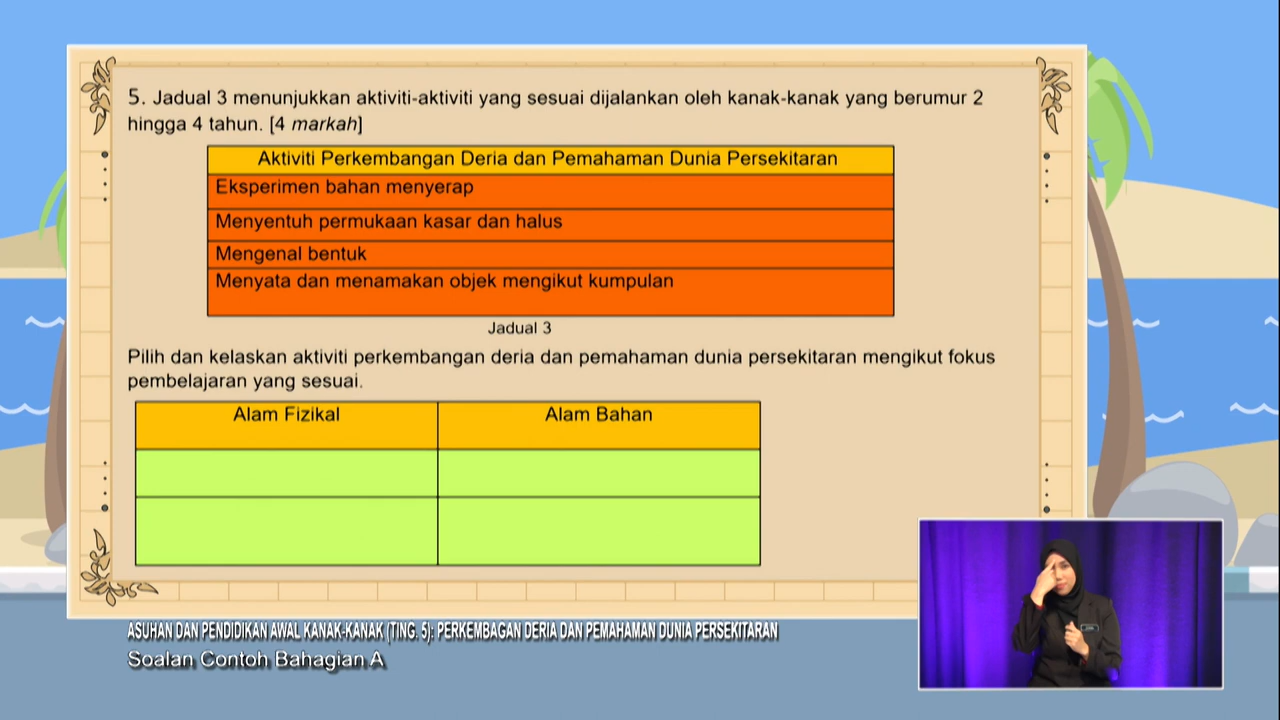 5. Jadual 3 menunjukkan aktiviti-aktiviti yang sesuai dijalankan oleh kanak-kanak yang berumur 2
hingga 4 tahun. [4 markah]
Aktiviti Perkembangan Deria dan Pemahaman Dunia Persekitaran
Eksperimen bahan menyerap
Menyentuh permukaan kasar dan halus
Mengenal bentuk
Menyata dan menamakan objek mengikut kumpulan
Jadual 3
Pilih dan kelaskan aktiviti perkembangan deria dan pemahaman dunia persekitaran mengikut fokus
pembelajaran yang sesuai.
Alam Fizikal
Alam Bahan
ASUHAN DAN PENDIDIKAN AWAL KANAK-KANAK (TING. 5): PERKEMBAGAN DERIA DAN PEMAHAMAN DUNIA PERSEKITARAN
Soalan Contoh Bahagian A